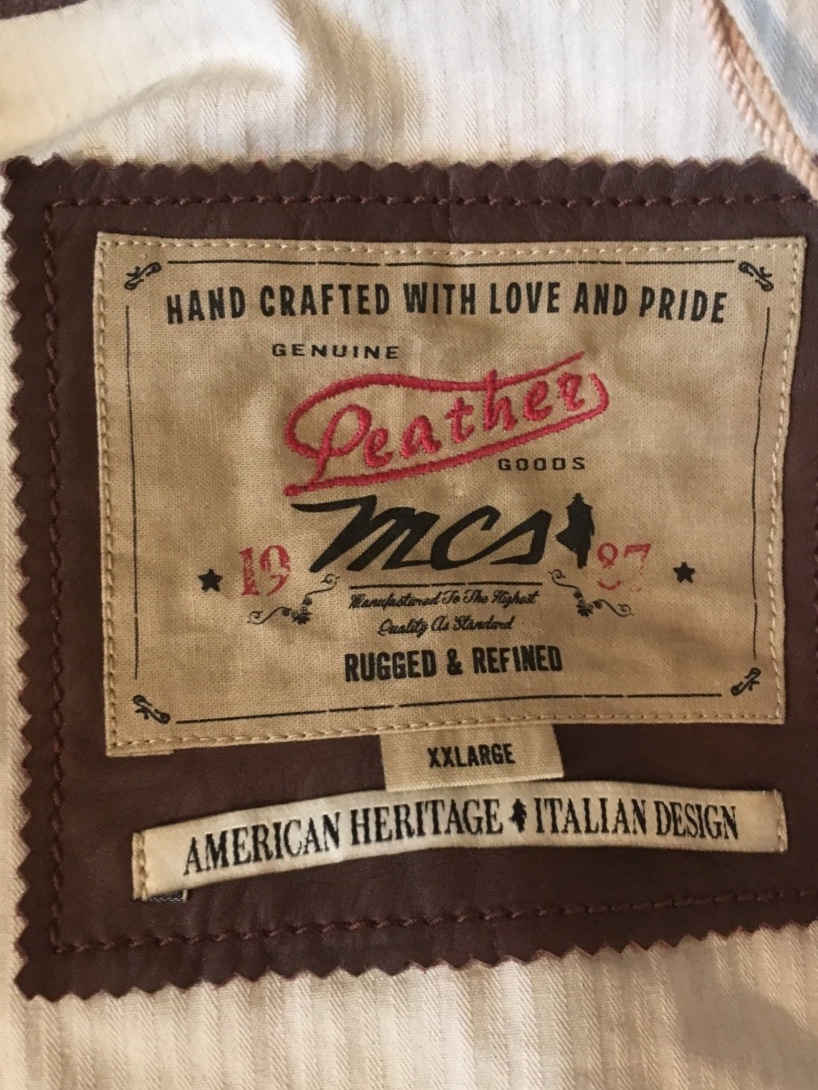 HAND CRAFTED WITH LOVE AND PRIDE
GENUINE
Leather
GOODS
mcs
19 87
Manufactured To The Highest
Quality As Standard
RUGGED & REFINED
XXLARGE
AMERICAN HERITAGE ITALIAN DESIGN